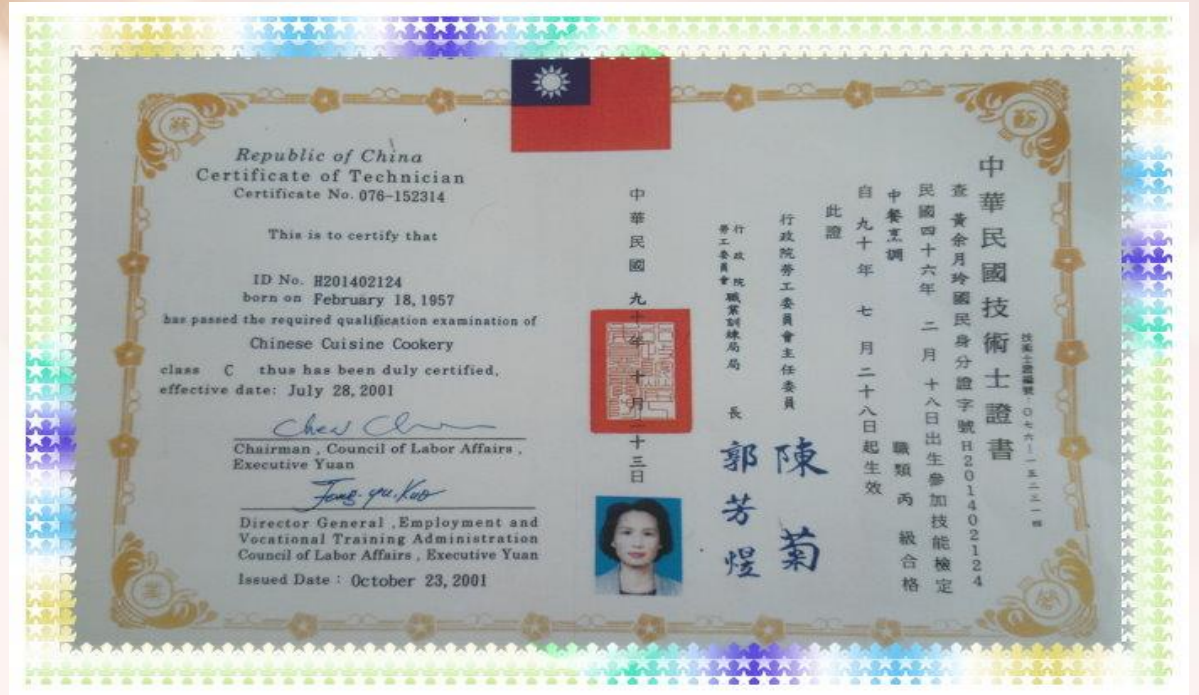 Republic of China
Certificate of Technician
Certificate No. 076-152314
This is to certify that
ID No. H201402124
born on February 18, 1957
has passed the required qualification examination of
Chinese Cuisine Cookery
class C thus has been duly certified,
effective date: July 28, 2001
Chairman, Council of Labor Affairs,
Executive Yuan
Director General, Employment and
Vocational Training Administration
Council of Labor Affairs, Executive Yuan
Issued Date : October 23, 2001
中華民國技術士證書
技術士證編號：〇七六－一五二三一四
查 黃余月玲國民身分證字號H201402124
民國四十六年 二月 十八日出生參加技能檢定
中餐烹調 職類 丙 級合格
自 九十 年 七 月二十八日起生效
此證
行政院勞工委員會主任委員 陳菊
行政院
勞工委員會 職業訓練局局 長 郭芳煜
中華民國 九十年 十月 二十三日